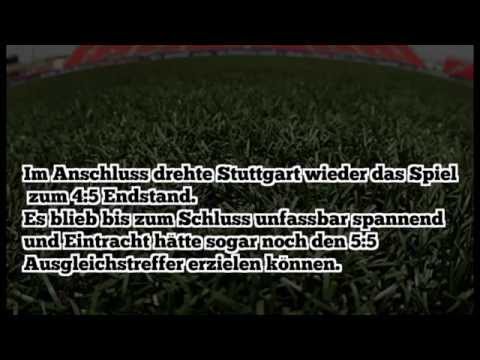 Im Anschluss drehte Stuttgart wieder das Spiel
zum 4:5 Endstand.
Es blieb bis zum Schluss unfassbar spannend
und Eintracht hätte sogar noch den 5:5
Ausgleichstreffer erzielen können.